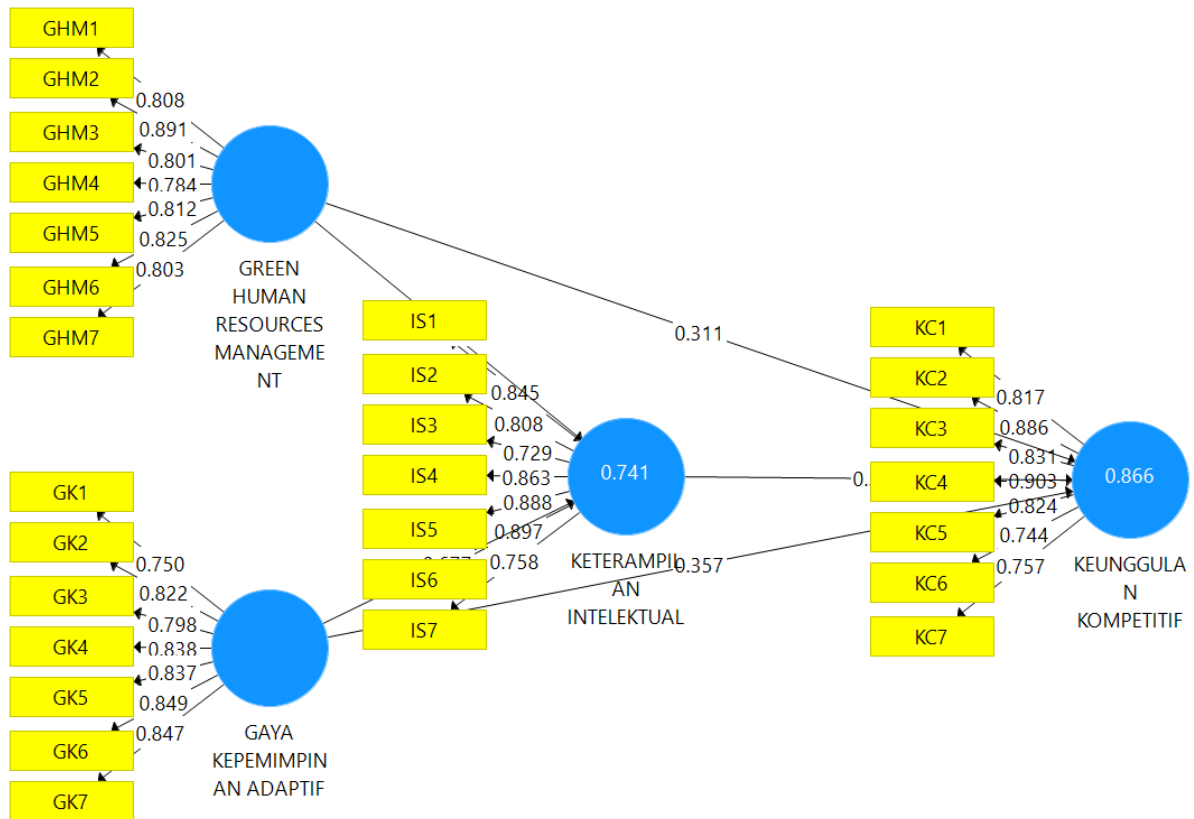 GHM1
GHM2
GHM3
GHM4
GHM5
GHM6
GHM7
0.808
0.891
0.801
0.784
0.812
0.825
0.803
GREEN
HUMAN
RESOURCES
MANAGEME
NT
GK1
GK2
GK3
GK4
GK5
GK6
GK7
0.750
0.822
0.798
0.838
0.837
0.849
0.847
GAYA
KEPEMIMPIN
AN ADAPTIF
IS1
IS2
IS3
IS4
IS5
IS6
IS7
0.845
0.808
0.729
0.863
0.888
0.897
0.758
0.741
KETERAMPIL
AN
INTELEKTUAL
0.311
0.357
KC1
KC2
KC3
KC4
KC5
KC6
KC7
0.817
0.886
0.831
0.903
0.824
0.744
0.757
0.866
KEUNGGULA
N
KOMPETITIF